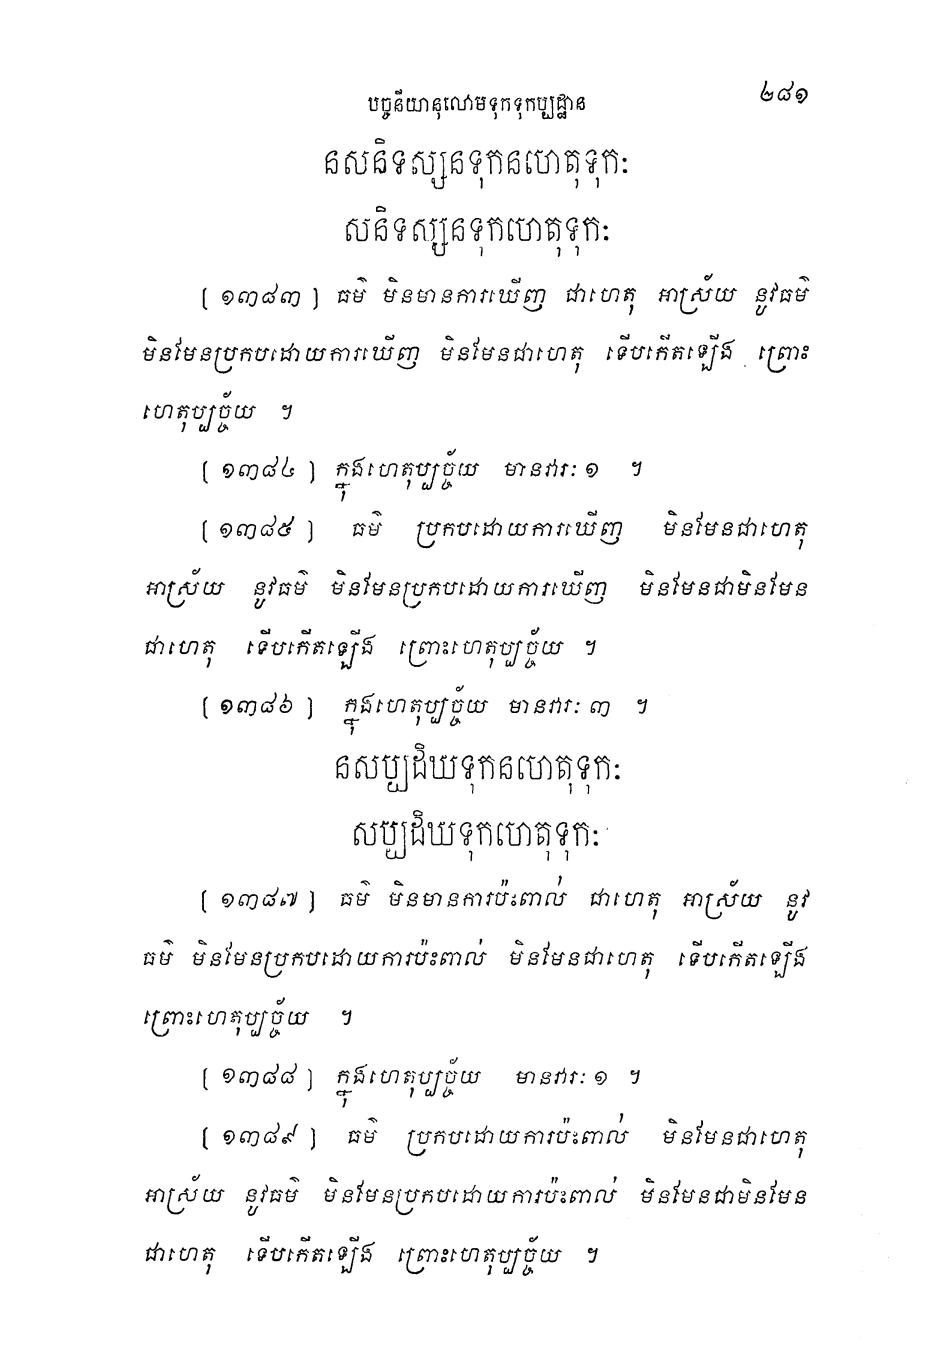 បច្ចនីយានុលោមទុកទុកប្បដ្ឋាន ២៨១
នសនិទស្សនទុកនហេតុទុកៈ
សនិទស្សនទុកហេតុទុកៈ
[ ១៣៨៣ ] ធម៌ មិនមានការឃើញ ជាហេតុ អាស្រ័យ នូវធម៌
មិនមែនប្រកបដោយការឃើញ មិនមែនជាហេតុ ទើបកើតឡើង ព្រោះ
ហេតុប្បច្ច័យ ។
[ ១៣៨៤ ] ក្នុងហេតុប្បច្ច័យ មានវារៈ ១ ។
[ ១៣៨៥ ] ធម៌ ប្រកបដោយការឃើញ មិនមែនជាហេតុ
អាស្រ័យ នូវធម៌ មិនមែនប្រកបដោយការឃើញ មិនមែនជាមិនមែន
ជាហេតុ ទើបកើតឡើង ព្រោះហេតុប្បច្ច័យ ។
[ ១៣៨៦ ] ក្នុងហេតុប្បច្ច័យ មានវារៈ ៣ ។
នសប្បដិឃទុកនហេតុទុកៈ
សប្បដិឃទុកហេតុទុកៈ
[ ១៣៨៧ ] ធម៌ មិនមានការប៉ះពាល់ ជាហេតុ អាស្រ័យ នូវ
ធម៌ មិនមែនប្រកបដោយការប៉ះពាល់ មិនមែនជាហេតុ ទើបកើតឡើង
ព្រោះហេតុប្បច្ច័យ ។
[ ១៣៨៨ ] ក្នុងហេតុប្បច្ច័យ មានវារៈ ១ ។
[ ១៣៨៩ ] ធម៌ ប្រកបដោយការប៉ះពាល់ មិនមែនជាហេតុ
អាស្រ័យ នូវធម៌ មិនមែនប្រកបដោយការប៉ះពាល់ មិនមែនជាមិនមែន
ជាហេតុ ទើបកើតឡើង ព្រោះហេតុប្បច្ច័យ ។